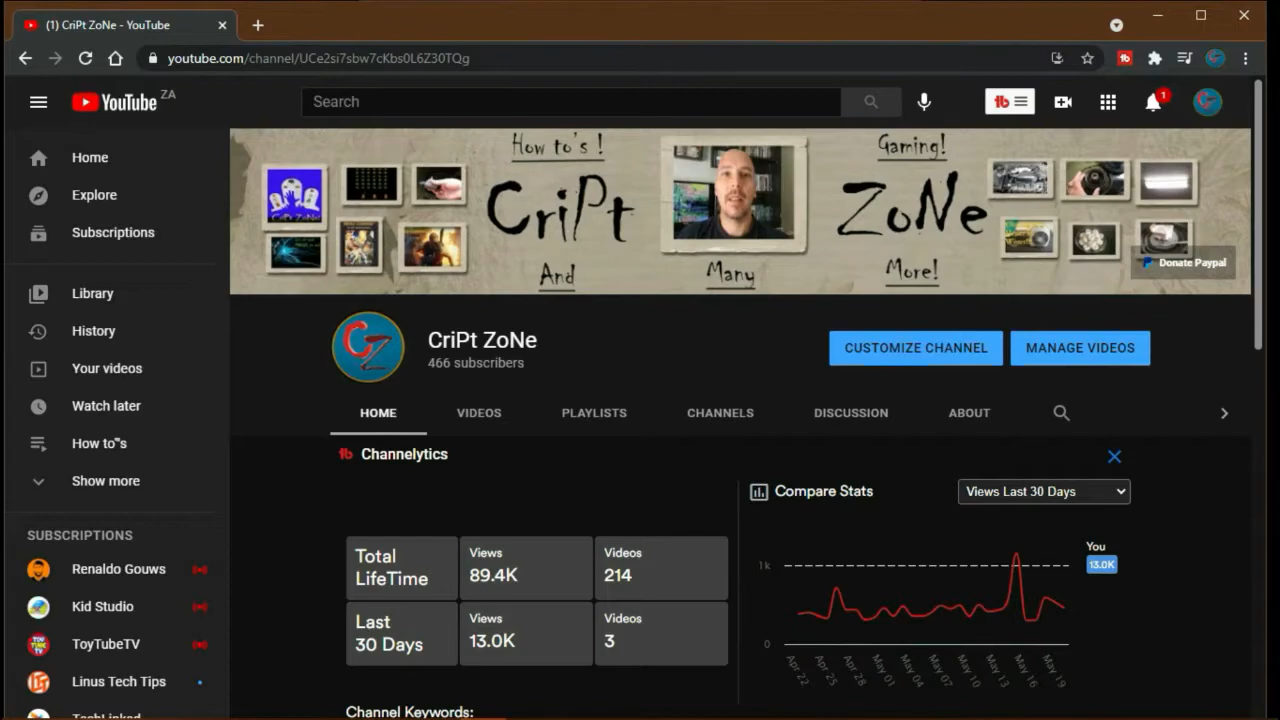 (1) CriPt ZoNe - YouTube
youtube.com/channel/UCe2si7sbw7cKbs0L6Z30TQg
YouTube ZA
Search
1
Home
Explore
Subscriptions
Library
History
Your videos
Watch later
How to"s
Show more
SUBSCRIPTIONS
Renaldo Gouws
Kid Studio
ToyTubeTV
Linus Tech Tips
TechLinked
How to's !
Gaming!
CriPt ZoNe
And
Many
More!
Donate Paypal
CriPt ZoNe
466 subscribers
CUSTOMIZE CHANNEL
MANAGE VIDEOS
HOME
VIDEOS
PLAYLISTS
CHANNELS
DISCUSSION
ABOUT
tb Channelytics
Compare Stats
Views Last 30 Days
Total LifeTime
Views
89.4K
Videos
214
Last 30 Days
Views
13.0K
Videos
3
You
13.0K
1k
0
Apr 22
Apr 25
Apr 28
May 01
May 04
May 07
May 10
May 13
May 16
May 19
Channel Keywords: